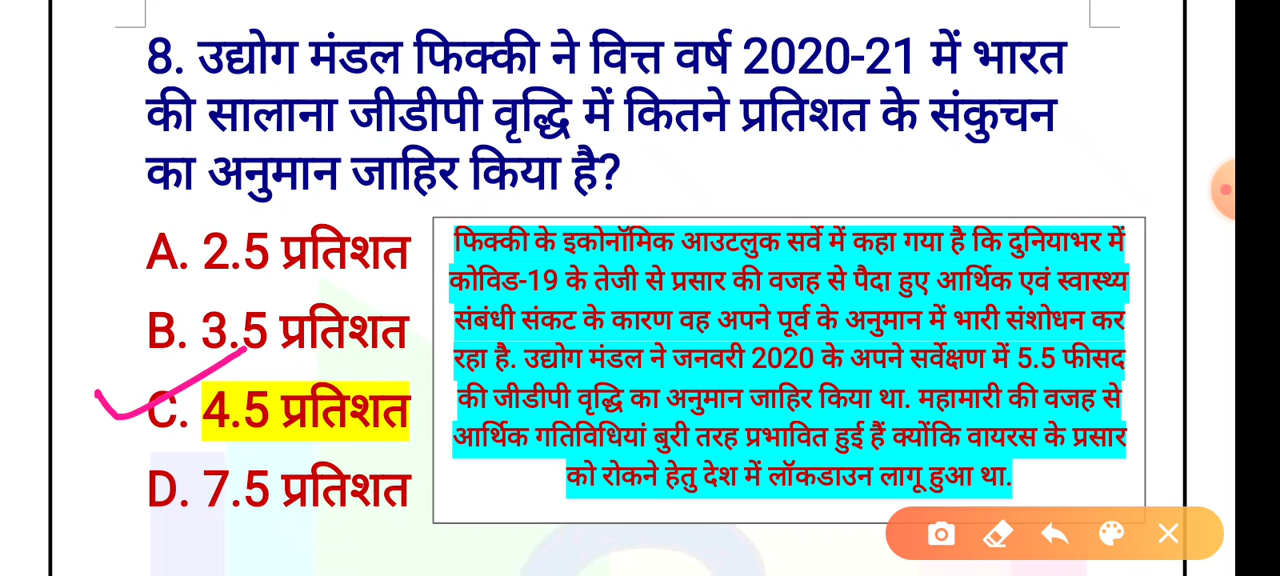 8. उद्योग मंडल फिक्की ने वित्त वर्ष 2020-21 में भारत
की सालाना जीडीपी वृद्धि में कितने प्रतिशत के संकुचन
का अनुमान जाहिर किया है?
A. 2.5 प्रतिशत
B. 3.5 प्रतिशत
C. 4.5 प्रतिशत
D. 7.5 प्रतिशत
फिक्की के इकोनॉमिक आउटलुक सर्वे में कहा गया है कि दुनियाभर में
कोविड-19 के तेजी से प्रसार की वजह से पैदा हुए आर्थिक एवं स्वास्थ्य
संबंधी संकट के कारण वह अपने पूर्व के अनुमान में भारी संशोधन कर
रहा है. उद्योग मंडल ने जनवरी 2020 के अपने सर्वेक्षण में 5.5 फीसद
की जीडीपी वृद्धि का अनुमान जाहिर किया था. महामारी की वजह से
आर्थिक गतिविधियां बुरी तरह प्रभावित हुई हैं क्योंकि वायरस के प्रसार
को रोकने हेतु देश में लॉकडाउन लागू हुआ था.